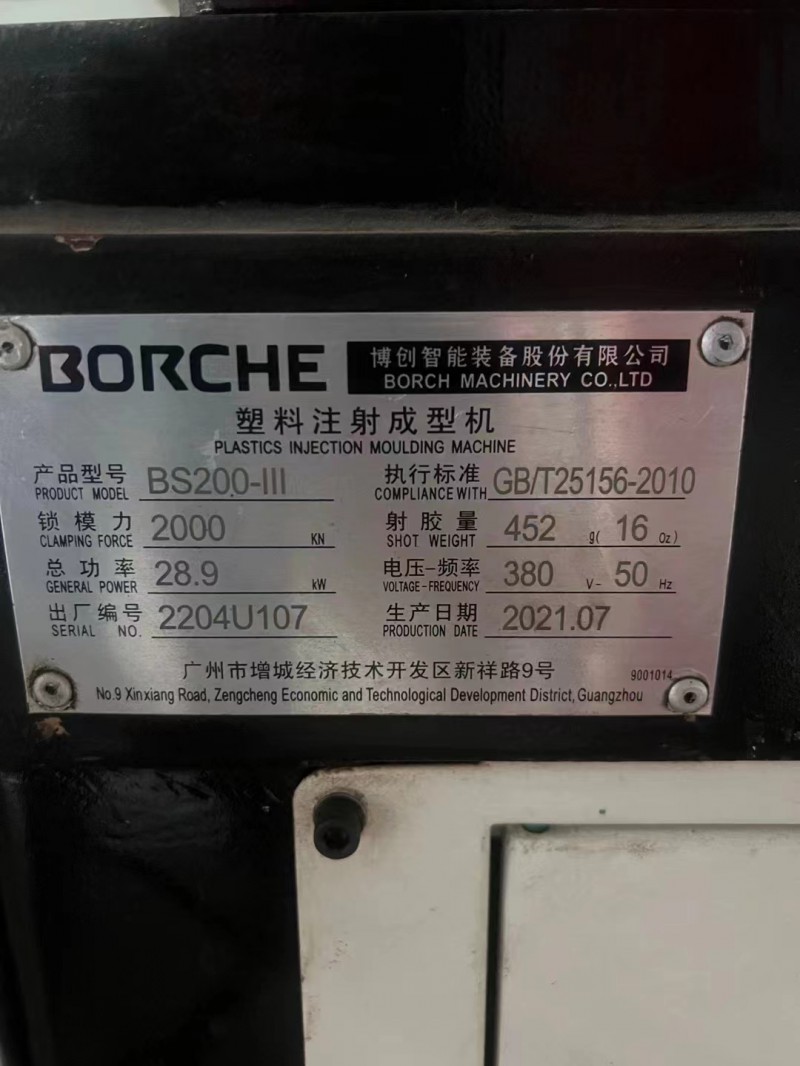 BORCHE 博创智能装备股份有限公司
BORCH MACHINERY CO.,LTD
塑料注射成型机
PLASTICS INJECTION MOULDING MACHINE
产品型号 BS200-III 执行标准 GB/T25156-2010
PRODUCT MODEL COMPLIANCE WITH
锁模力 2000 KN 射胶量 452 g( 16 Oz)
CLAMPING FORCE SHOT WEIGHT
总功率 28.9 kW 电压-频率 380 V- 50 Hz
GENERAL POWER VOLTAGE-FREQUENCY
出厂编号 2204U107 生产日期 2021.07
SERIAL NO. PRODUCTION DATE
广州市增城经济技术开发区新祥路9号 9001014
No.9 Xinxiang Road, Zengcheng Economic and Technological Development District, Guangzhou